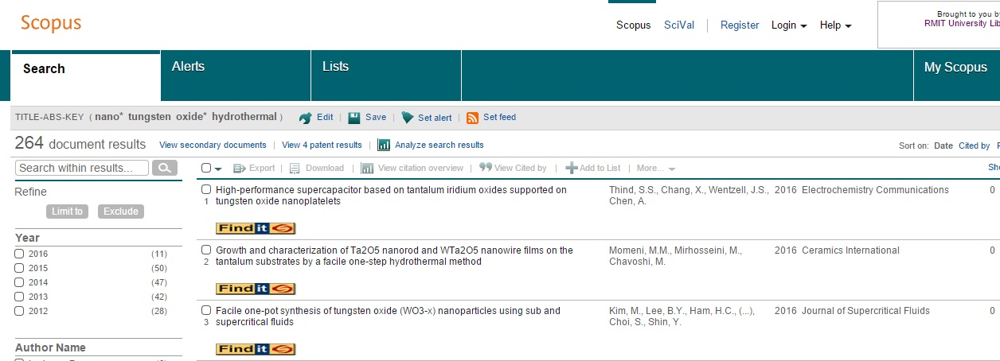 Scopus
Scopus SciVal Register Login Help
Brought to you by
RMIT University Lib
Search Alerts Lists My Scopus
TITLE-ABS-KEY ( nano* tungsten oxide* hydrothermal ) Edit | Save | Set alert | Set feed
264 document results View secondary documents | View 4 patent results | Analyze search results Sort on: Date Cited by
Search within results... Export | Download | View citation overview | View Cited by | Add to List | More...
Refine
Limit to Exclude
Year
2016 (11)
2015 (50)
2014 (47)
2013 (42)
2012 (28)
Author Name
1 High-performance supercapacitor based on tantalum iridium oxides supported on
tungsten oxide nanoplatelets
Thind, S.S., Chang, X., Wentzell, J.S.,
Chen, A.
2016 Electrochemistry Communications 0
Find it
2 Growth and characterization of Ta2O5 nanorod and WTa2O5 nanowire films on the
tantalum substrates by a facile one-step hydrothermal method
Momeni, M.M., Mirhosseini, M.,
Chavoshi, M.
2016 Ceramics International 0
Find it
3 Facile one-pot synthesis of tungsten oxide (WO3-x) nanoparticles using sub and
supercritical fluids
Kim, M., Lee, B.Y., Ham, H.C., (...),
Choi, S., Shin, Y.
2016 Journal of Supercritical Fluids 0
Find it